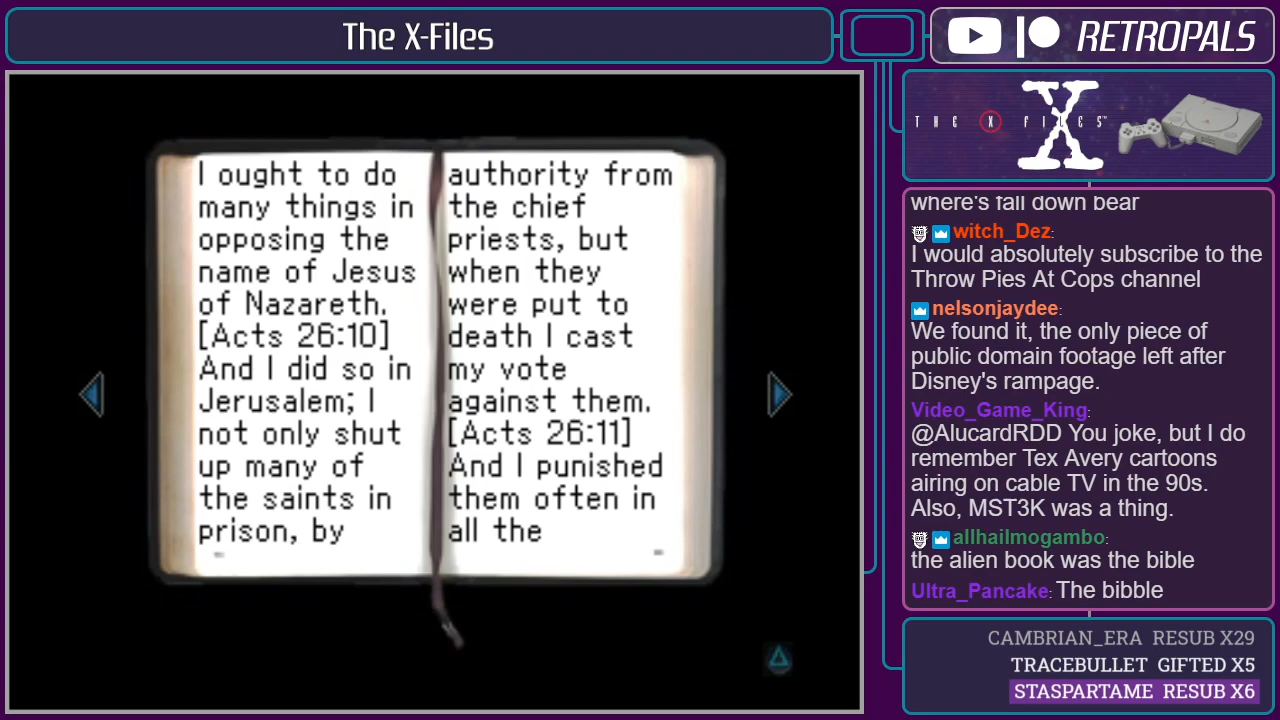 The X-Files
RETROPALS
THE X FILES
X
I ought to do
many things in
opposing the
name of Jesus
of Nazareth.
[Acts 26:10]
And I did so in
Jerusalem; I
not only shut
up many of
the saints in
prison, by
authority from
the chief
priests, but
when they
were put to
death I cast
my vote
against them.
[Acts 26:11]
And I punished
them often in
all the
where's fall down bear
witch_Dez:
I would absolutely subscribe to the
Throw Pies At Cops channel
nelsonjaydee:
We found it, the only piece of
public domain footage left after
Disney's rampage.
Video_Game_King:
@AlucardRDD You joke, but I do
remember Tex Avery cartoons
airing on cable TV in the 90s.
Also, MST3K was a thing.
allhailmogambo:
the alien book was the bible
Ultra_Pancake: The bibble
CAMBRIAN_ERA RESUB X29
TRACEBULLET GIFTED X5
STASPARTAME RESUB X6